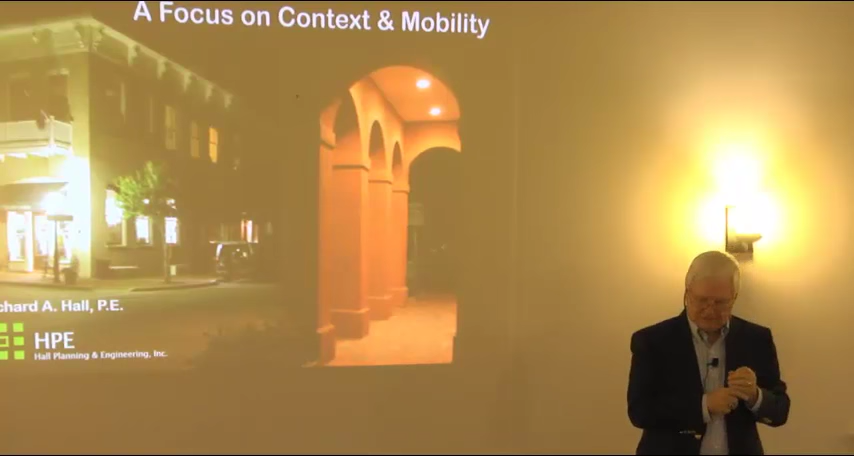 A Focus on Context & Mobility
chard A. Hall, P.E.
HPE
Hall Planning & Engineering, Inc.